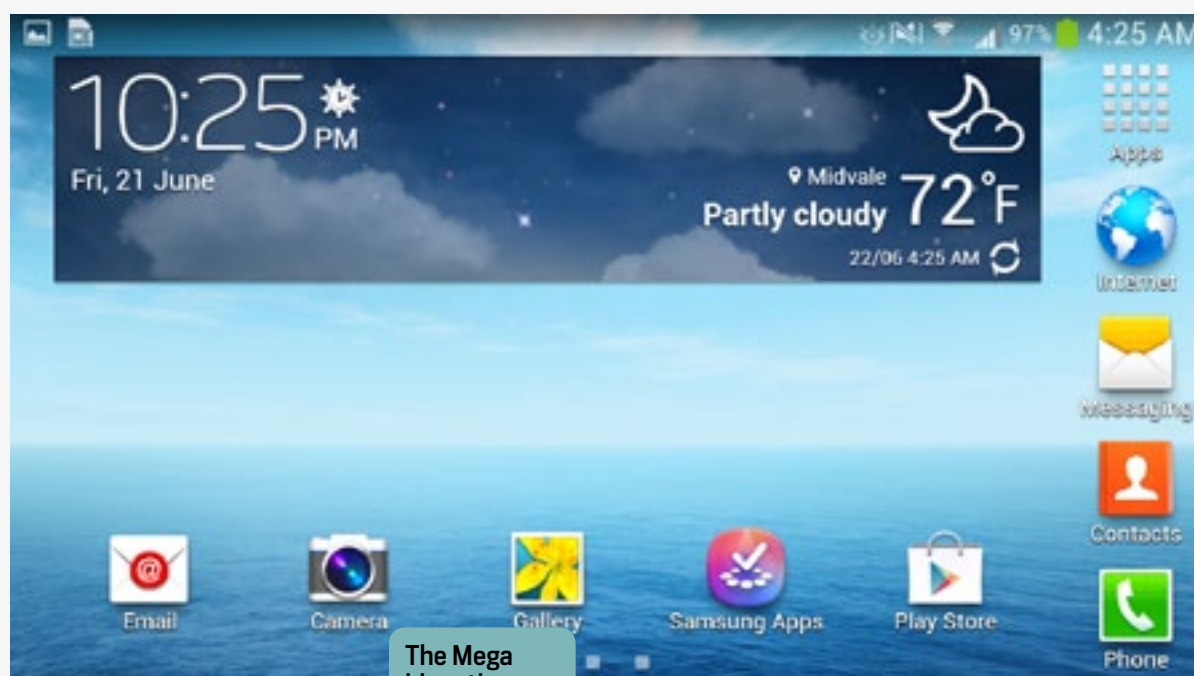 97% 4:25 AM
10:25 PM
Fri, 21 June
Midvale
Partly cloudy 72°F
22/06 4:25 AM
Apps
Internet
Messaging
Contacts
Email Camera Gallery Samsung Apps Play Store
Phone
The Mega